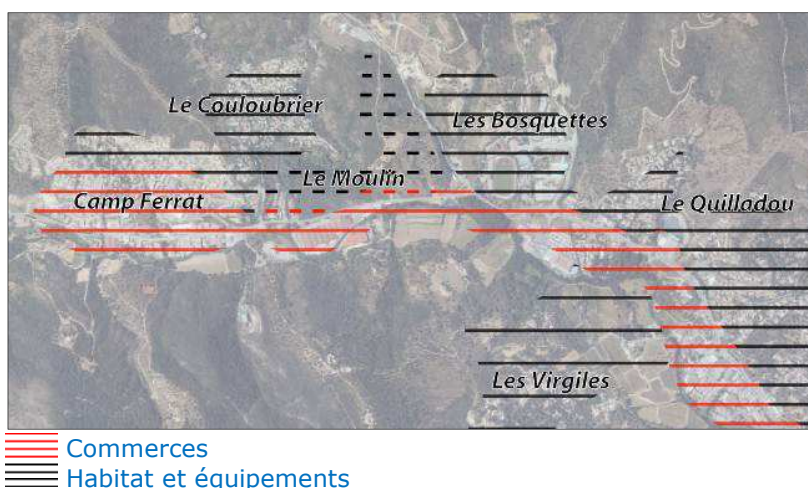 Le Couloubrier
Les Bosquettes
Le Moulin
Camp Ferrat
Le Quilladou
Les Virgiles
Commerces
Habitat et équipements